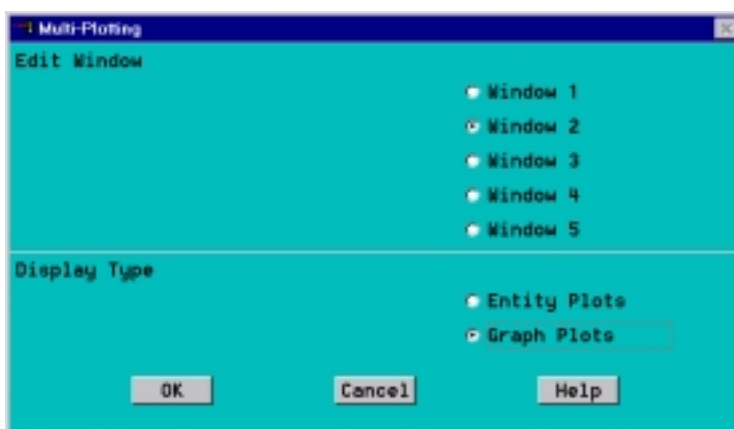 Multi-Plotting
Edit Window
Window 1
Window 2
Window 3
Window 4
Window 5
Display Type
Entity Plots
Graph Plots
OK Cancel Help